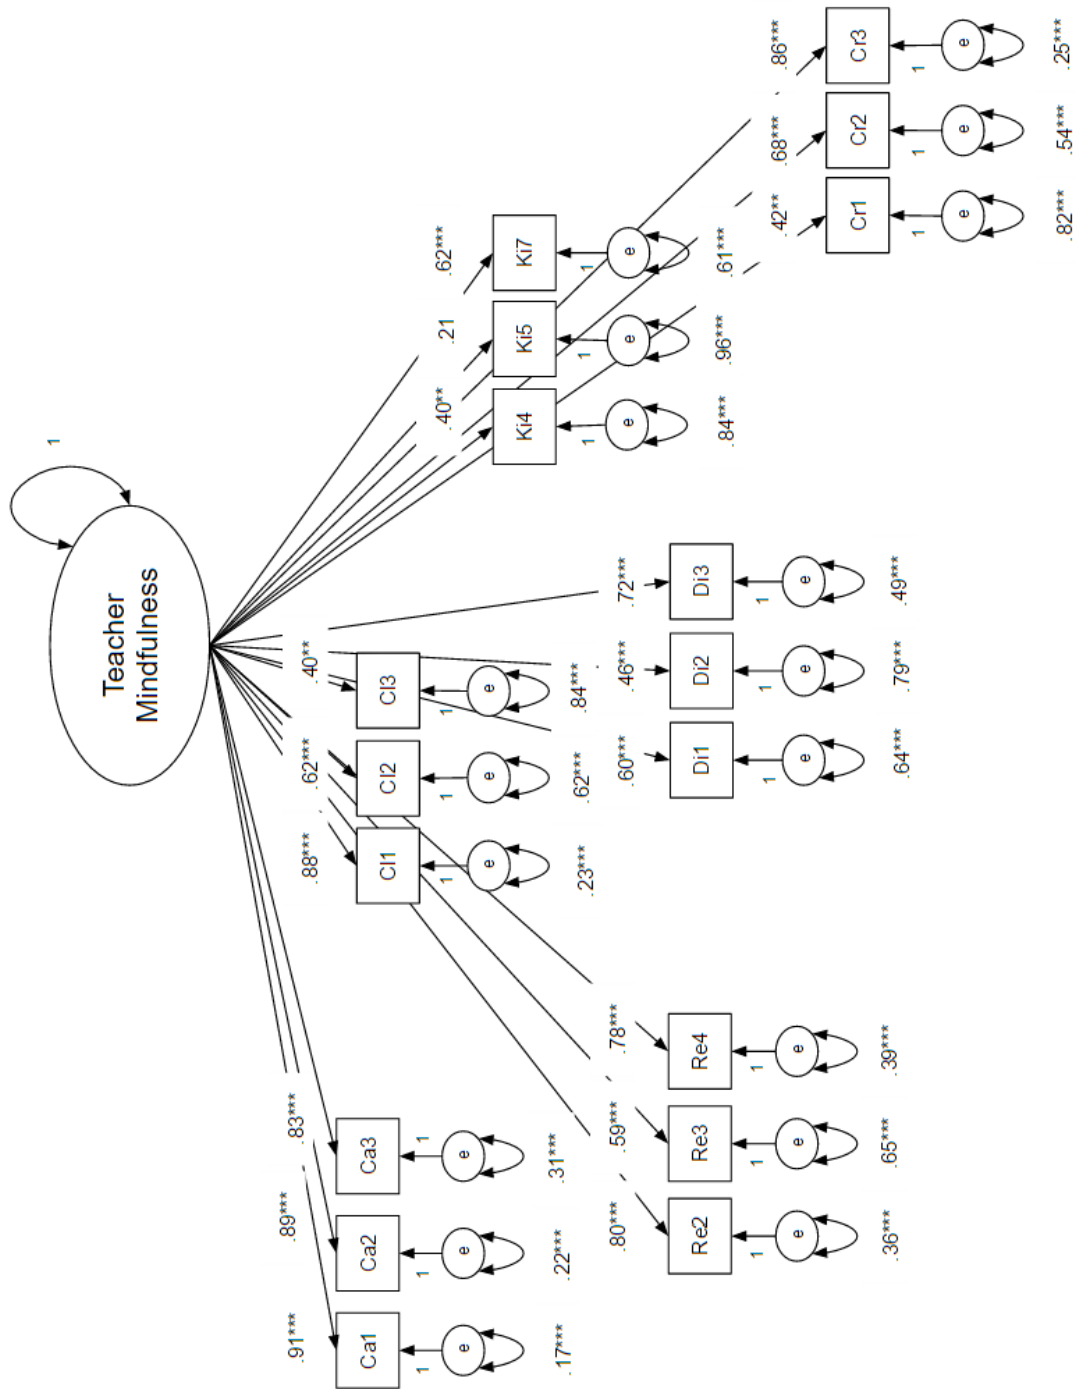 1
Teacher
Mindfulness
.91*** .89*** .83***
Ca1 Ca2 Ca3
1 1 1
e e e
.17*** .22*** .31***
.88*** .62*** .40**
Cl1 Cl2 Cl3
1 1 1
e e e
.23*** .62*** .84***
.40** .21 .62***
Ki4 Ki5 Ki7
1 1 1
e e e
.84*** .96*** .61***
.80*** .59*** .78***
Re2 Re3 Re4
1 1 1
e e e
.36*** .65*** .39***
.60*** .46*** .72***
Di1 Di2 Di3
1 1 1
e e e
.64*** .79*** .49***
.42** .68*** .86***
Cr1 Cr2 Cr3
1 1 1
e e e
.82*** .54*** .25***